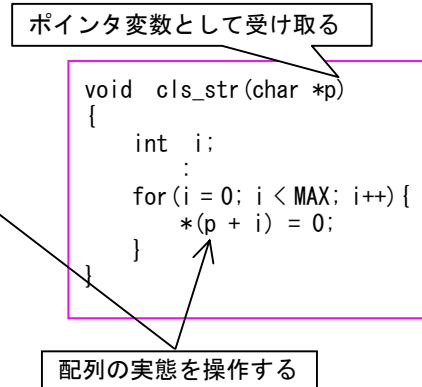 ポインタ変数として受け取る
void cls_str(char *p)
{
int i;
:
for(i = 0; i < MAX; i++){
*(p + i) = 0;
}
}
配列の実態を操作する